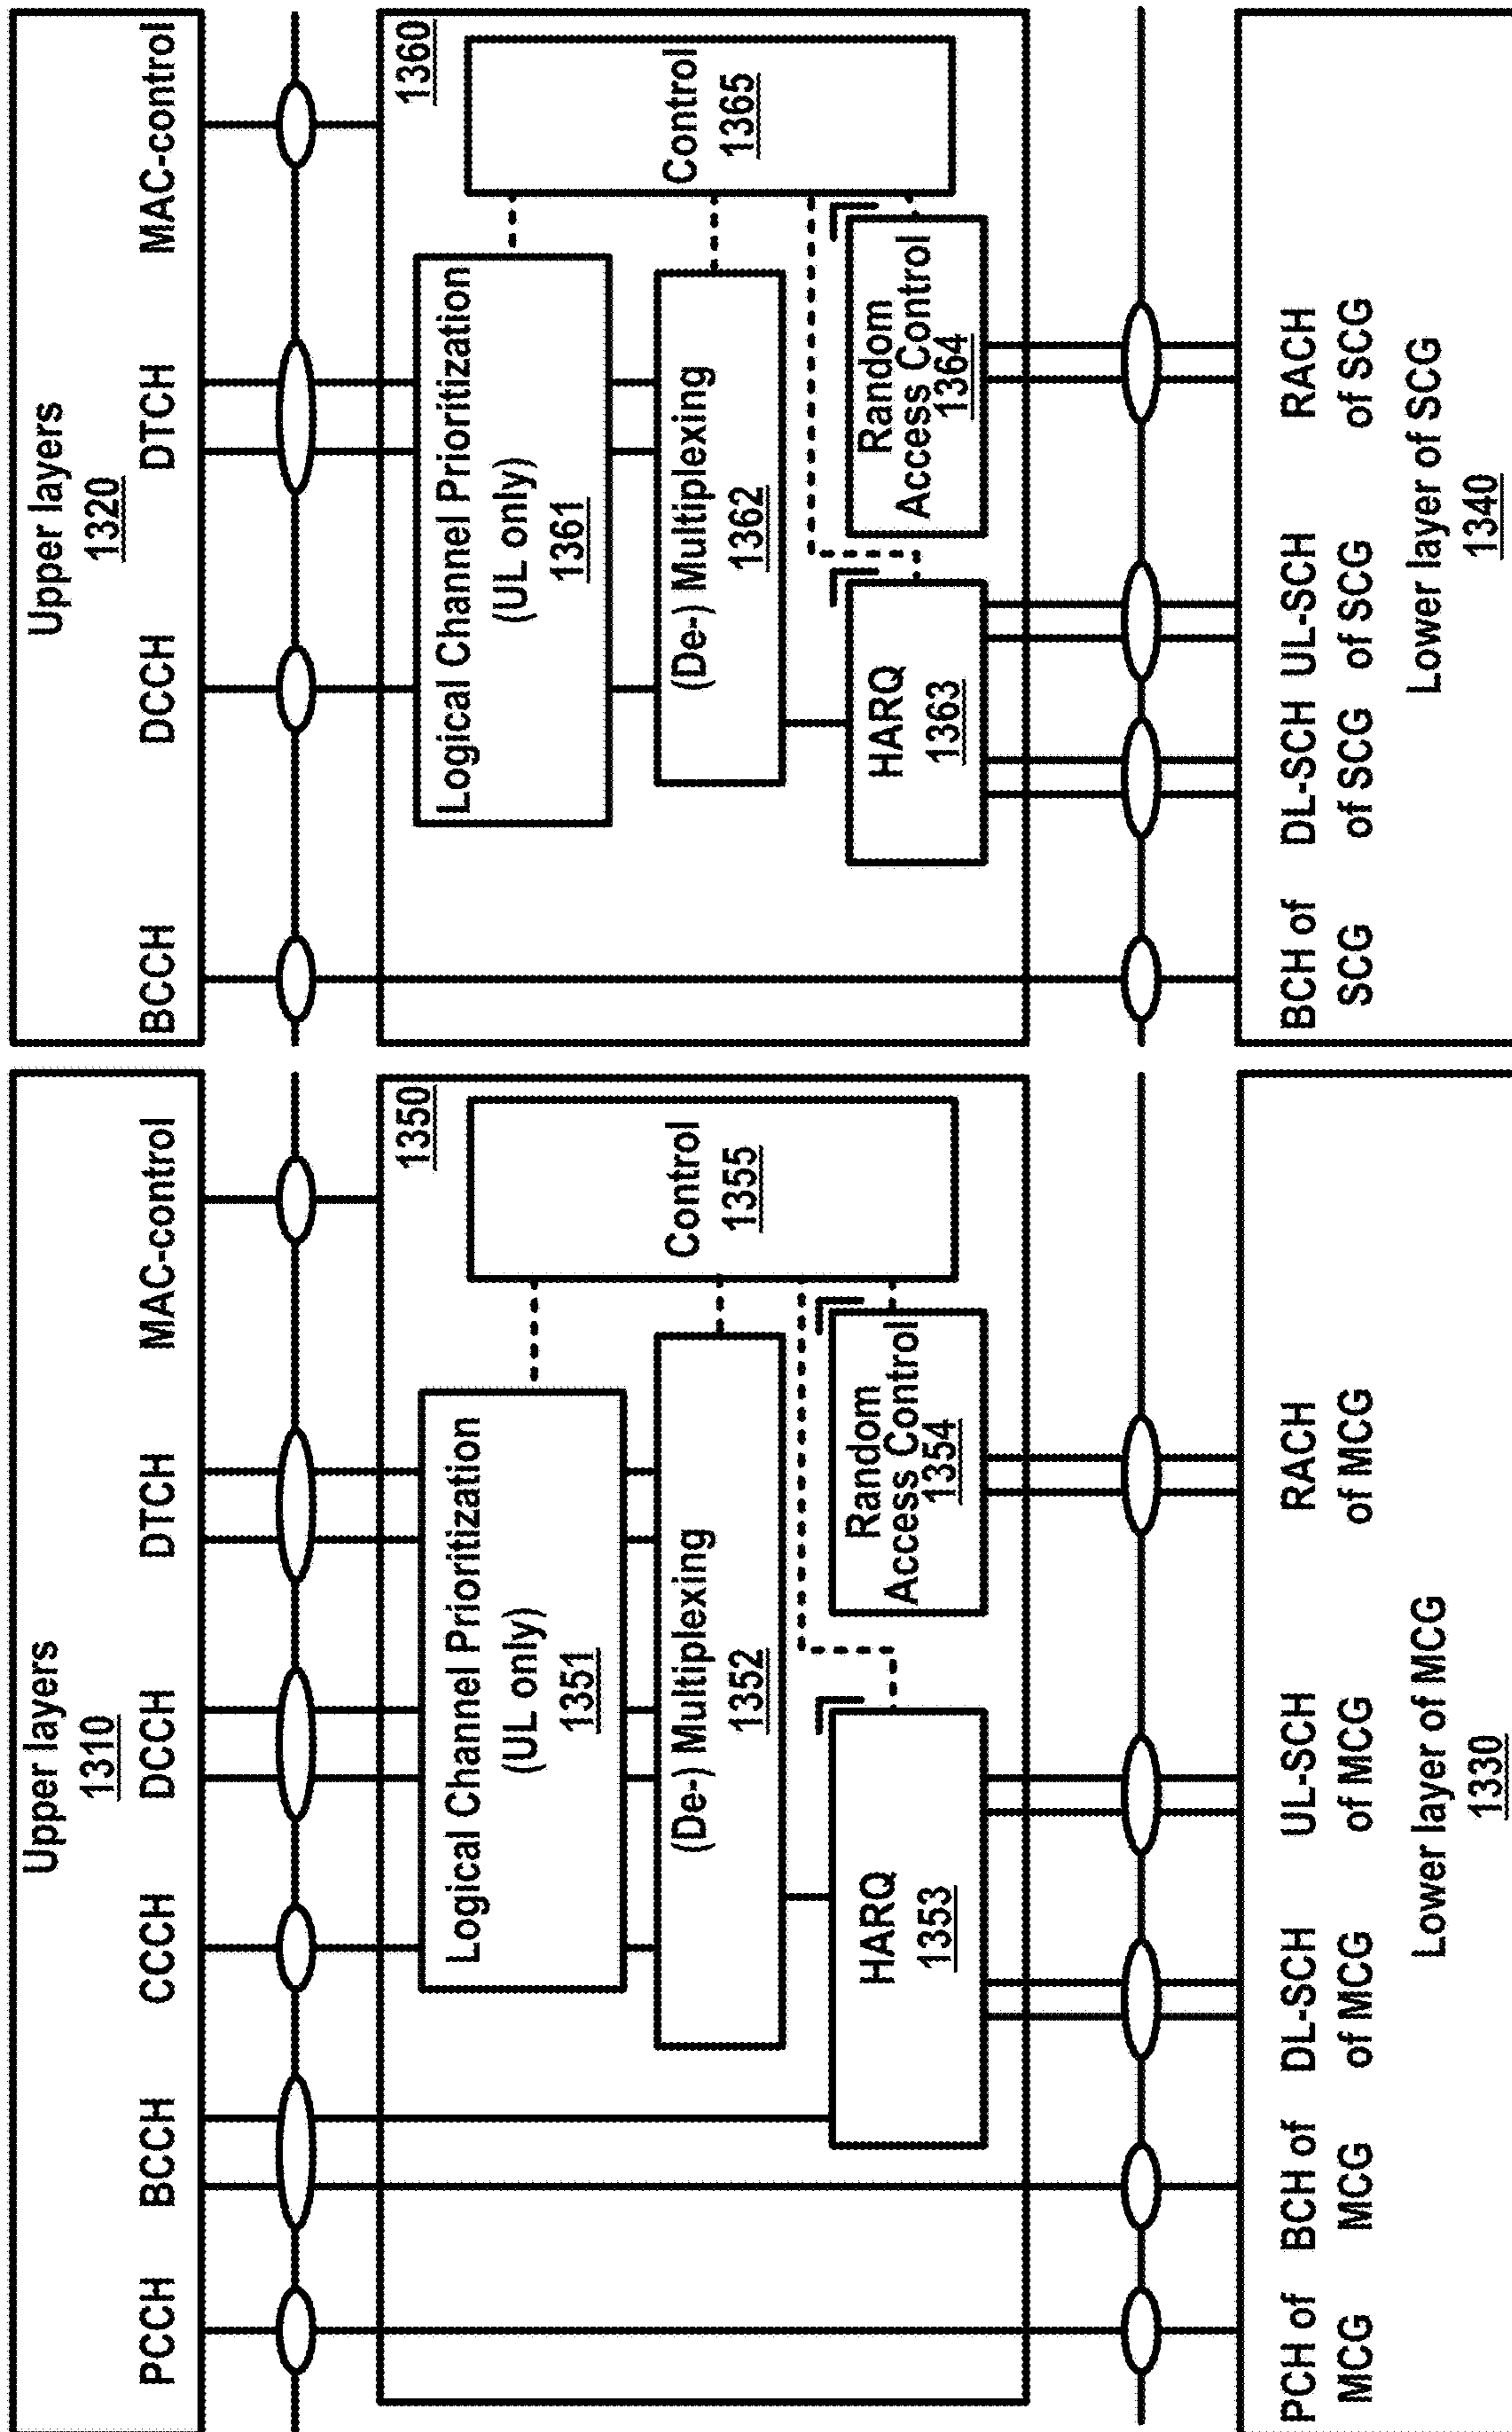 Upper layers
1310
PCCH
BCCH
CCCH
DCCH
DTCH
MAC-control
1350
Logical Channel Prioritization
(UL only)
1351
(De-) Multiplexing
1352
HARQ
1353
Random
Access Control
1354
Control
1355
PCH of
MCG
BCH of
MCG
DL-SCH
of MCG
UL-SCH
of MCG
RACH
of MCG
Lower layer of MCG
1330
Upper layers
1320
BCCH
DCCH
DTCH
MAC-control
1360
Logical Channel Prioritization
(UL only)
1361
(De-) Multiplexing
1362
HARQ
1363
Random
Access Control
1364
Control
1365
BCH of
SCG
DL-SCH
of SCG
UL-SCH
of SCG
RACH
of SCG
Lower layer of SCG
1340